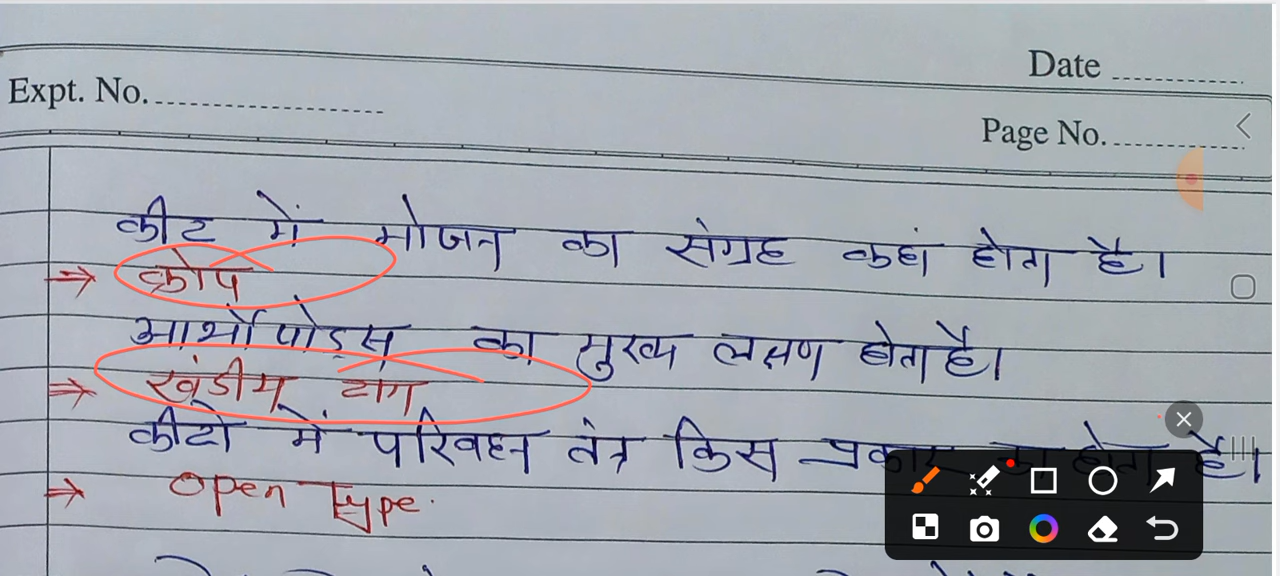 Date
Expt. No.
Page No.
कीट में भोजन का संग्रह कहां होता है।
⇒ क्रोप
आर्थोपोड्स का मुख्य लक्षण होता है।
⇒ खंडीय टांग
कीटो में परिवहन तंत्र किस प्रकार का होता है।
⇒ Open Type.